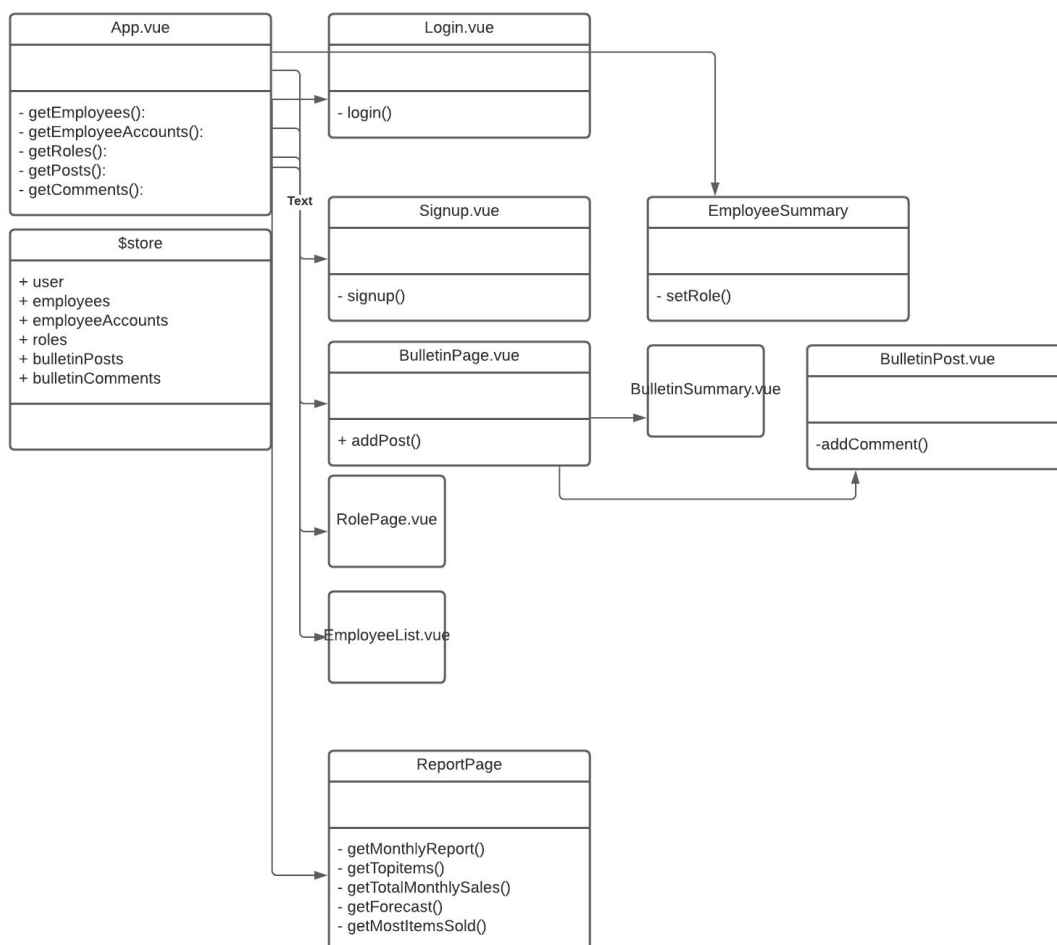 App.vue
- getEmployees():
- getEmployeeAccounts():
- getRoles():
- getPosts():
- getComments():
$store
+ user
+ employees
+ employeeAccounts
+ roles
+ bulletinPosts
+ bulletinComments
Login.vue
- login()
Text
Signup.vue
- signup()
EmployeeSummary
- setRole()
BulletinPage.vue
+ addPost()
BulletinSummary.vue
BulletinPost.vue
-addComment()
RolePage.vue
EmployeeList.vue
ReportPage
- getMonthlyReport()
- getTopitems()
- getTotalMonthlySales()
- getForecast()
- getMostItemsSold()